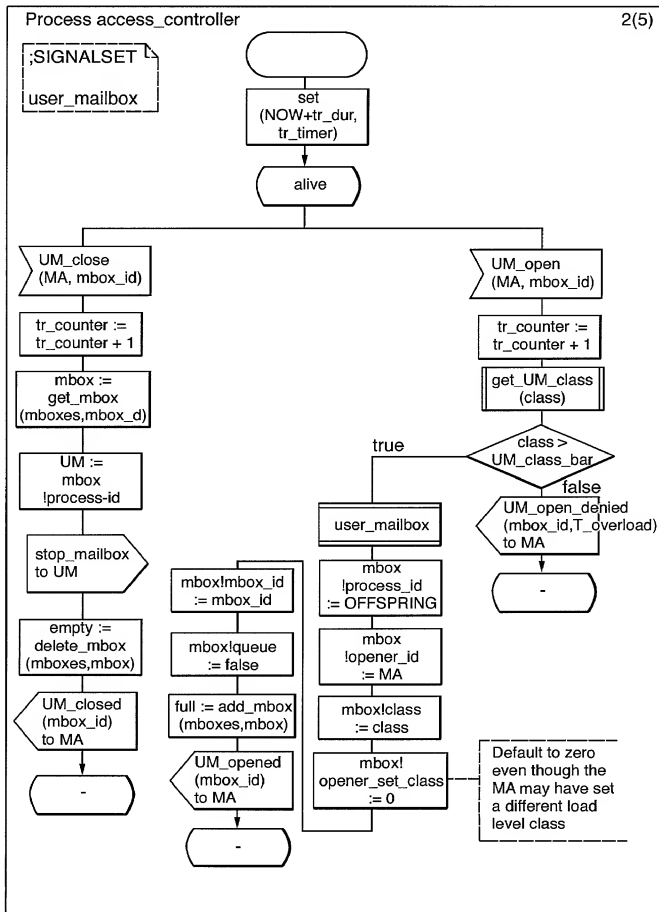 Process access_controller
2(5)
;SIGNALSET
user_mailbox
set
(NOW+tr_dur,
tr_timer)
alive
UM_close
(MA, mbox_id)
tr_counter :=
tr_counter + 1
mbox :=
get_mbox
(mboxes,mbox_d)
UM :=
mbox
!process-id
stop_mailbox
to UM
empty :=
delete_mbox
(mboxes,mbox)
UM_closed
(mbox_id)
to MA
-
UM_open
(MA, mbox_id)
tr_counter :=
tr_counter + 1
get_UM_class
(class)
class >
UM_class_bar
true
false
UM_open_denied
(mbox_id,T_overload)
to MA
-
user_mailbox
mbox
!process_id
:= OFFSPRING
mbox
!opener_id
:= MA
mbox!class
:= class
mbox!
opener_set_class
:= 0
Default to zero
even though the
MA may have set
a different load
level class
mbox!mbox_id
:= mbox_id
mbox!queue
:= false
full := add_mbox
(mboxes,mbox)
UM_opened
(mbox_id)
to MA
-